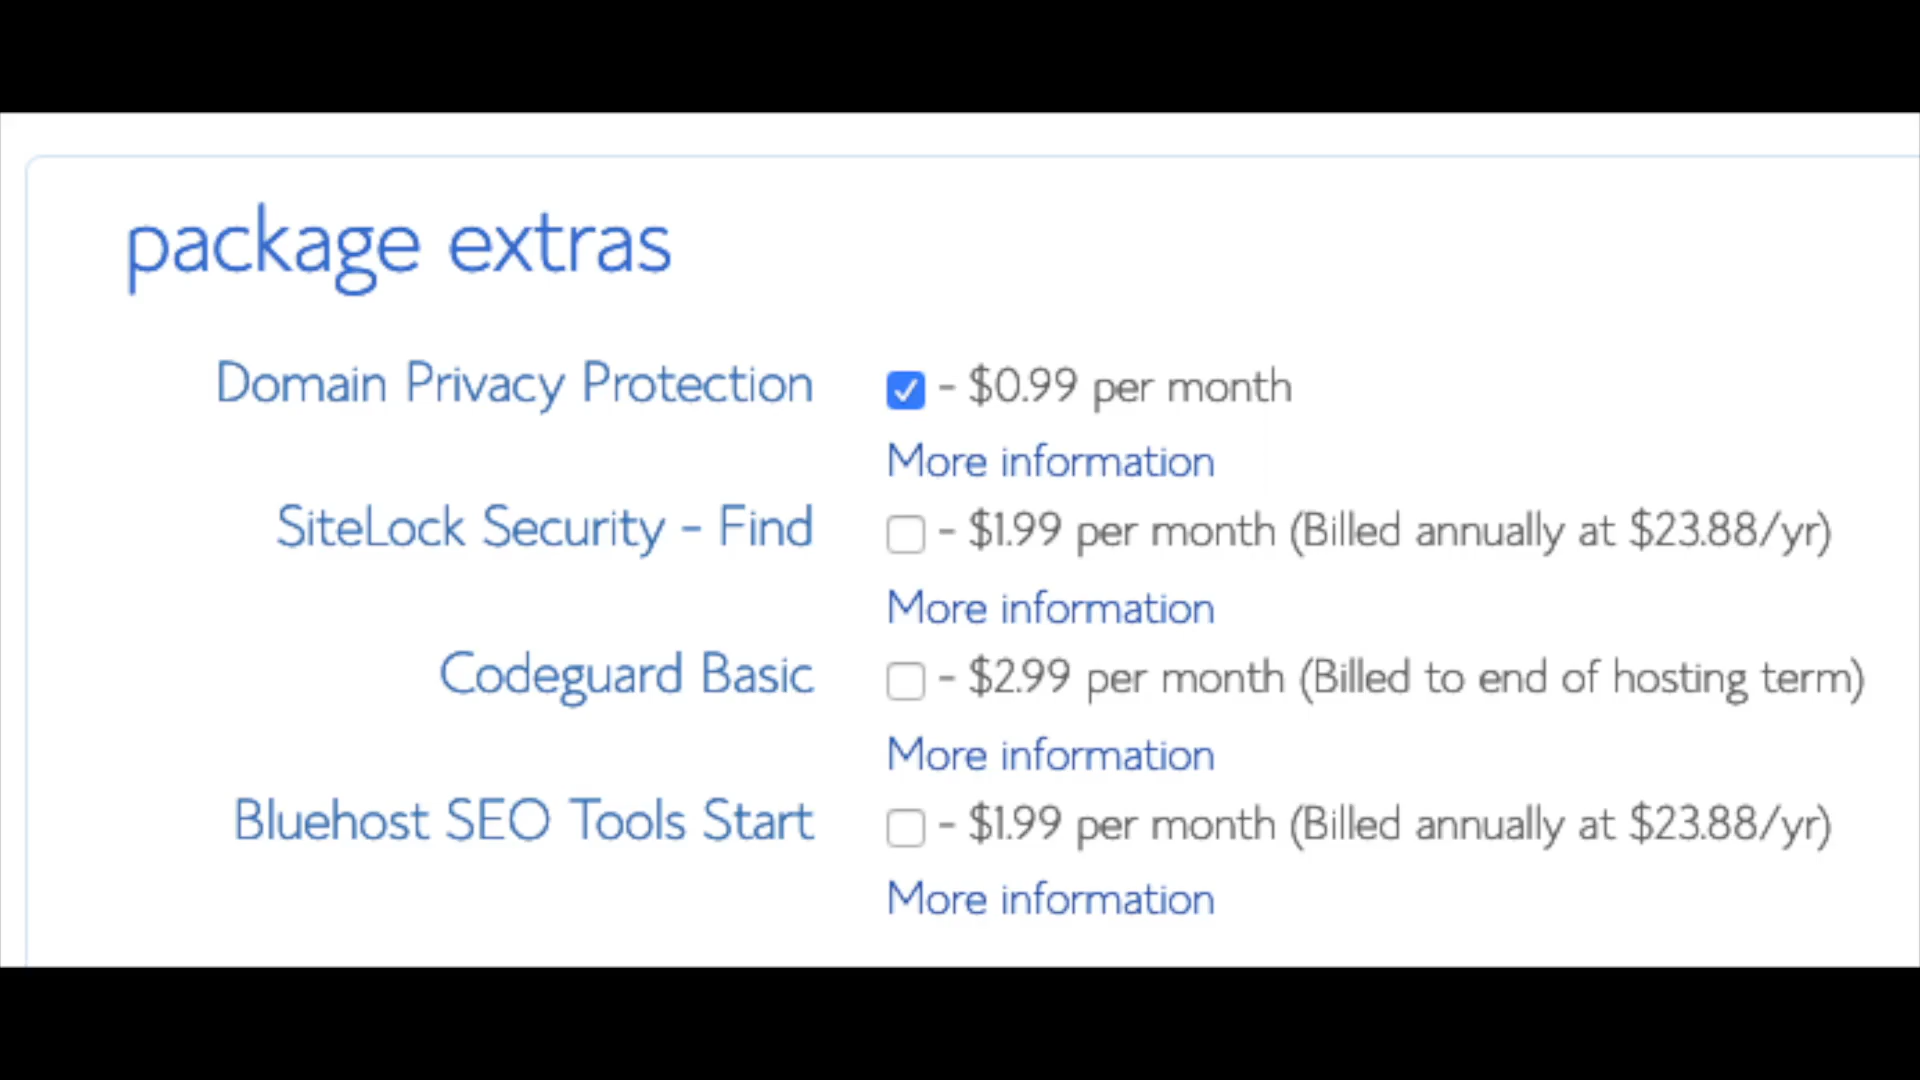 package extras
Domain Privacy Protection - $0.99 per month
More information
SiteLock Security - Find - $1.99 per month (Billed annually at $23.88/yr)
More information
Codeguard Basic - $2.99 per month (Billed to end of hosting term)
More information
Bluehost SEO Tools Start - $1.99 per month (Billed annually at $23.88/yr)
More information